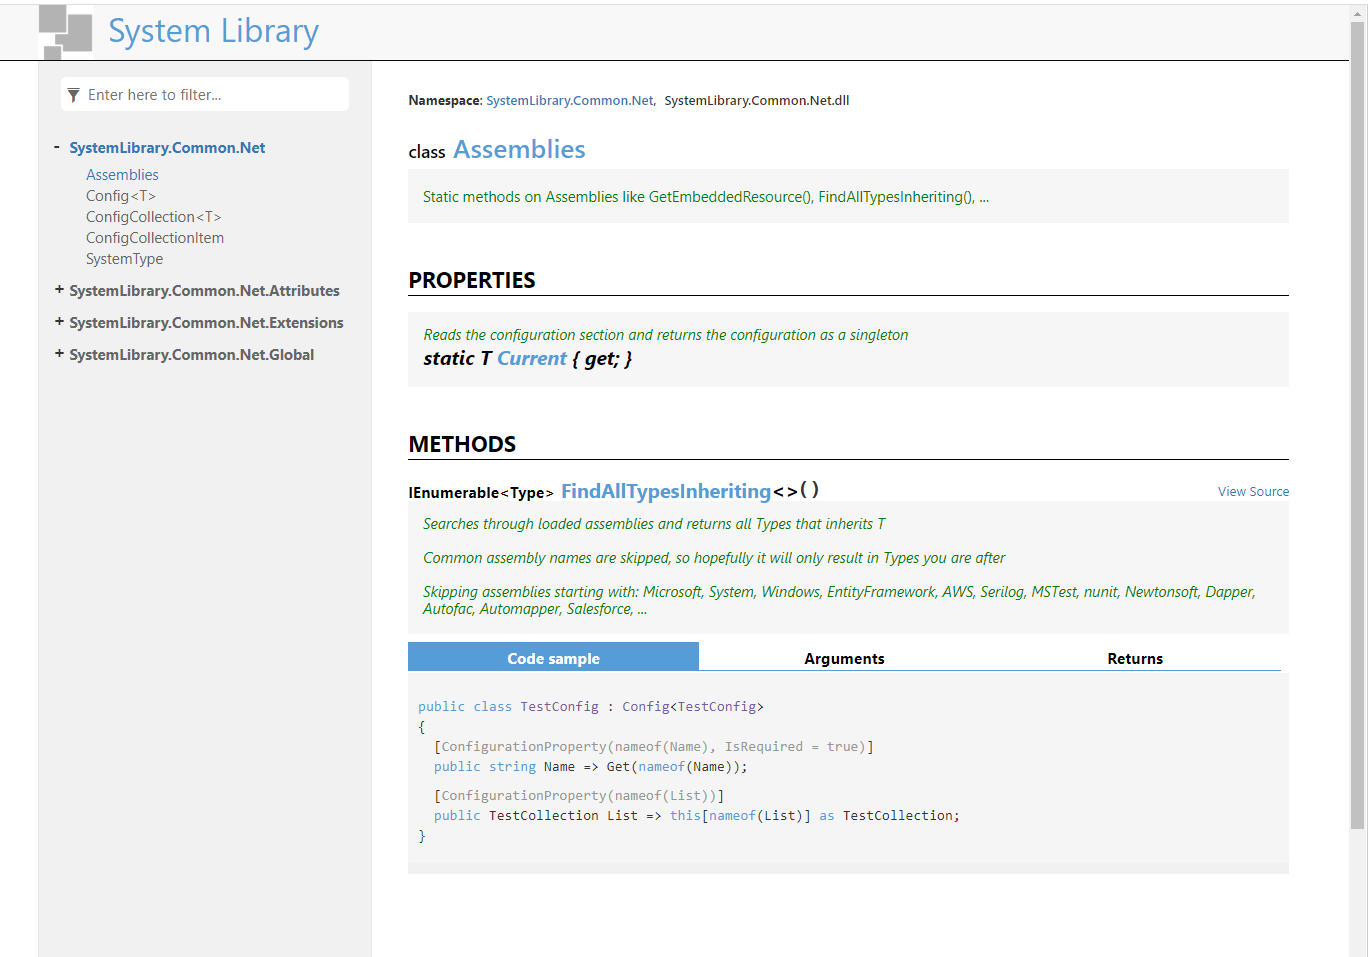 System Library
Enter here to filter...
- SystemLibrary.Common.Net
Assemblies
Config<T>
ConfigCollection<T>
ConfigCollectionItem
SystemType
+ SystemLibrary.Common.Net.Attributes
+ SystemLibrary.Common.Net.Extensions
+ SystemLibrary.Common.Net.Global
Namespace: SystemLibrary.Common.Net, SystemLibrary.Common.Net.dll
class Assemblies
Static methods on Assemblies like GetEmbeddedResource(), FindAllTypesInheriting(), ...
PROPERTIES
Reads the configuration section and returns the configuration as a singleton
static T Current { get; }
METHODS
IEnumerable<Type> FindAllTypesInheriting<>()
View Source
Searches through loaded assemblies and returns all Types that inherits T
Common assembly names are skipped, so hopefully it will only result in Types you are after
Skipping assemblies starting with: Microsoft, System, Windows, EntityFramework, AWS, Serilog, MSTest, nunit, Newtonsoft, Dapper,
Autofac, Automapper, Salesforce, ...
Code sample Arguments Returns
public class TestConfig : Config<TestConfig>
{
[ConfigurationProperty(nameof(Name), IsRequired = true)]
public string Name => Get(nameof(Name));
[ConfigurationProperty(nameof(List))]
public TestCollection List => this[nameof(List)] as TestCollection;
}